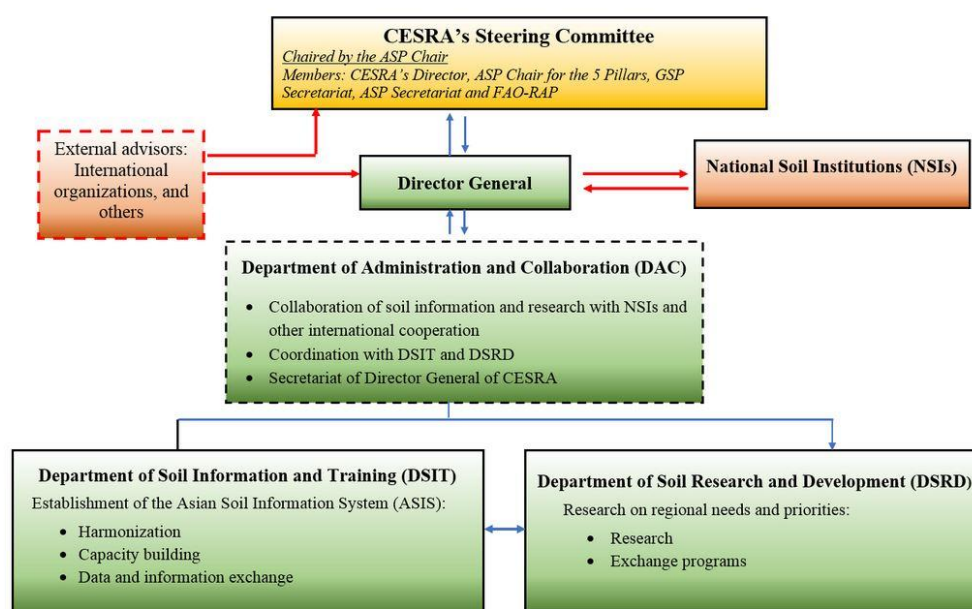 CESRA's Steering Committee
Chaired by the ASP Chair
Members: CESRA's Director, ASP Chair for the 5 Pillars, GSP
Secretariat, ASP Secretariat and FAO-RAP
External advisors:
International
organizations, and
others
Director General
National Soil Institutions (NSIs)
Department of Administration and Collaboration (DAC)
• Collaboration of soil information and research with NSIs and
other international cooperation
• Coordination with DSIT and DSRD
• Secretariat of Director General of CESRA
Department of Soil Information and Training (DSIT)
Establishment of the Asian Soil Information System (ASIS):
• Harmonization
• Capacity building
• Data and information exchange
Department of Soil Research and Development (DSRD)
Research on regional needs and priorities:
• Research
• Exchange programs